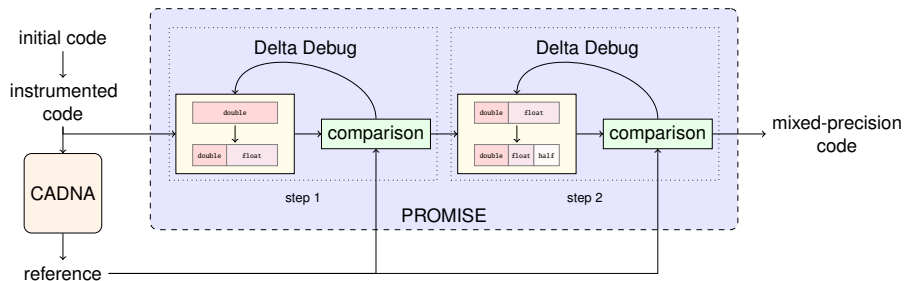 initial code
instrumented
code
CADNA
reference
Delta Debug
double
double float
comparison
step 1
Delta Debug
double float
double float half
comparison
step 2
PROMISE
mixed-precision
code